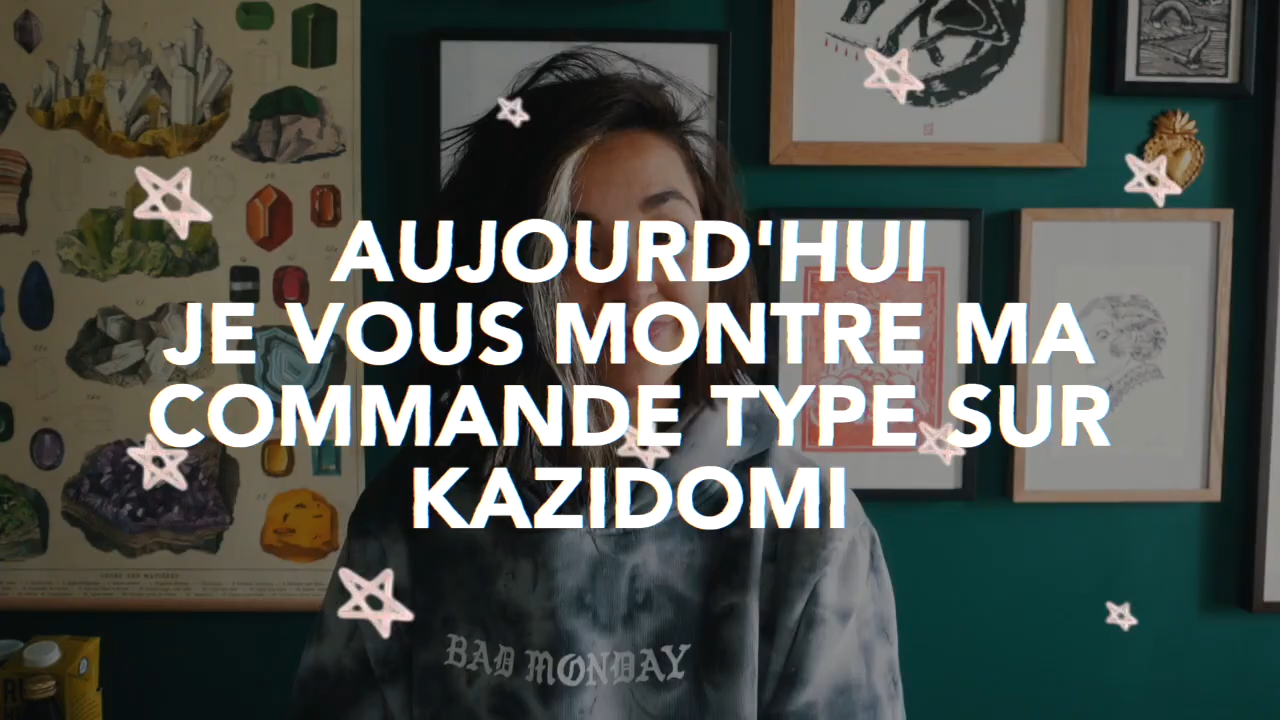 AUJOURD'HUI
JE VOUS MONTRE MA
COMMANDE TYPE SUR
KAZIDOMI
BAD MONDAY